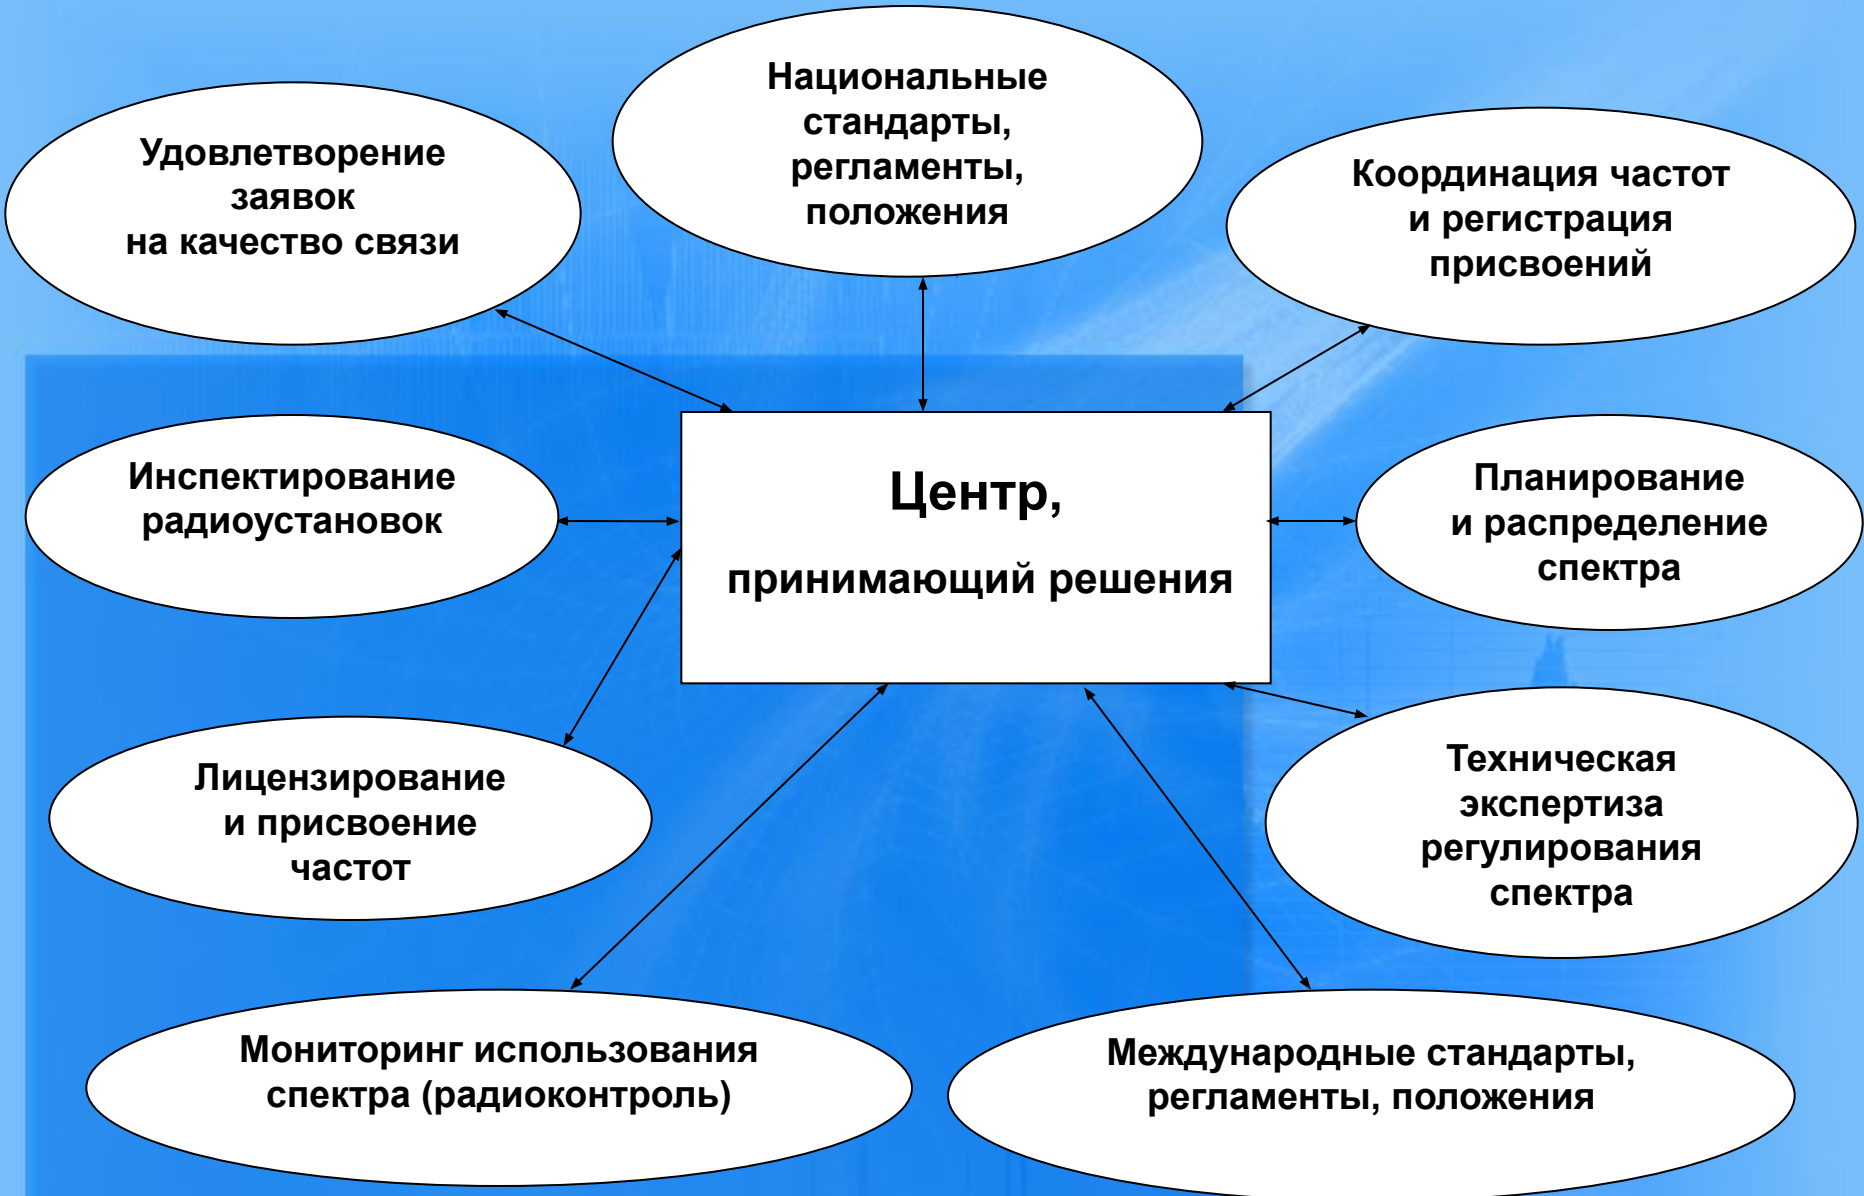 Национальные
стандарты,
регламенты,
положения
Удовлетворение
заявок
на качество связи
Координация частот
и регистрация
присвоений
Инспектирование
радиоустановок
Центр,
принимающий решения
Планирование
и распределение
спектра
Лицензирование
и присвоение
частот
Техническая
экспертиза
регулирования
спектра
Мониторинг использования
спектра (радиоконтроль)
Международные стандарты,
регламенты, положения